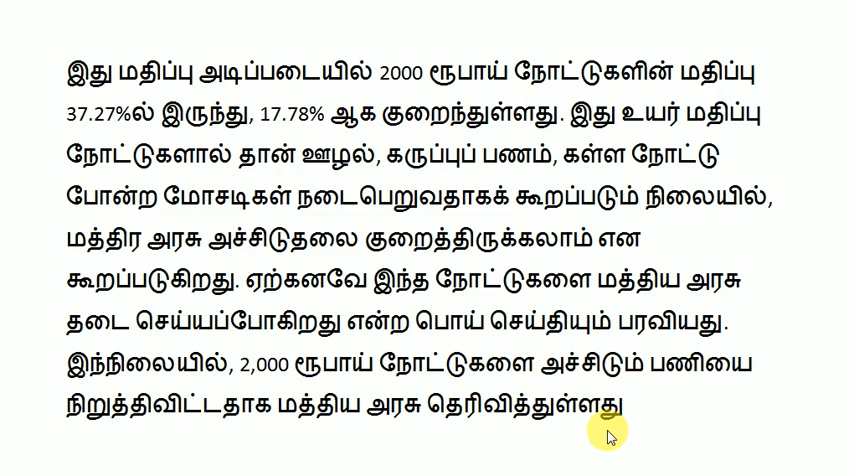 இது மதிப்பு அடிப்படையில் 2000 ரூபாய் நோட்டுகளின் மதிப்பு
37.27%ல் இருந்து, 17.78% ஆக குறைந்துள்ளது. இது உயர் மதிப்பு
நோட்டுகளால் தான் ஊழல், கருப்புப் பணம், கள்ள நோட்டு
போன்ற மோசடிகள் நடைபெறுவதாகக் கூறப்படும் நிலையில்,
மத்திர அரசு அச்சிடுதலை குறைத்திருக்கலாம் என
கூறப்படுகிறது. ஏற்கனவே இந்த நோட்டுகளை மத்திய அரசு
தடை செய்யப்போகிறது என்ற பொய் செய்தியும் பரவியது.
இந்நிலையில், 2,000 ரூபாய் நோட்டுகளை அச்சிடும் பணியை
நிறுத்திவிட்டதாக மத்திய அரசு தெரிவித்துள்ளது